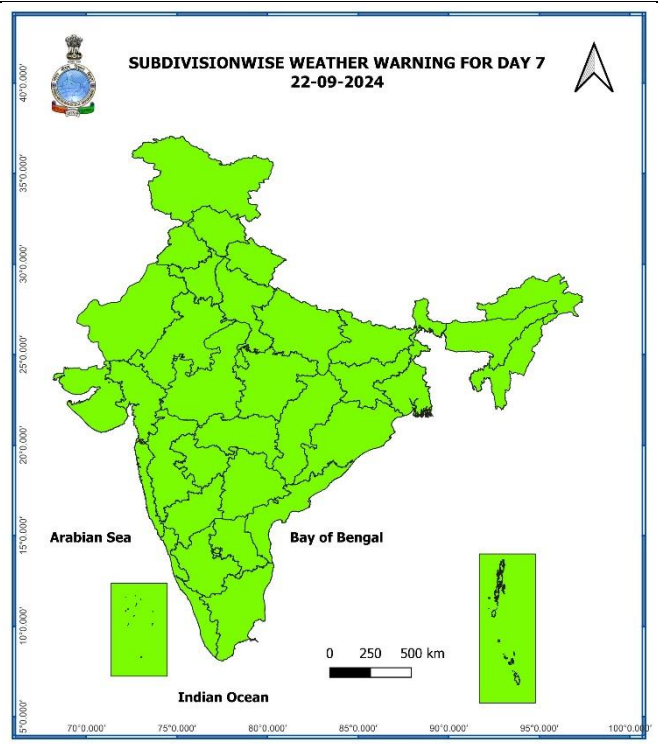 SUBDIVISIONWISE WEATHER WARNING FOR DAY 7
22-09-2024
40°0.000'
35°0.000'
30°0.000'
25°0.000'
20°0.000'
15°0.000'
10°0.000'
5°0.000'
Arabian Sea
Bay of Bengal
0 250 500 km
Indian Ocean
70°0.000' 75°0.000' 80°0.000' 85°0.000' 90°0.000' 95°0.000' 100°0.000'